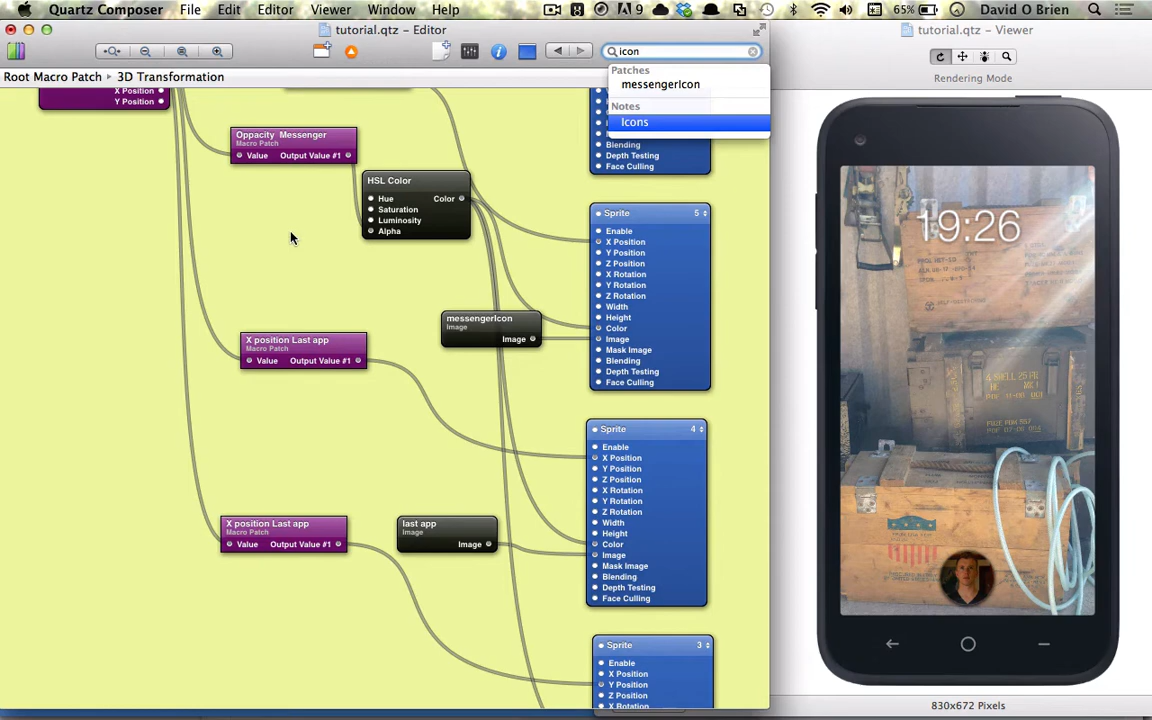 Quartz Composer File Edit Editor Viewer Window Help 9 65% David O Brien
tutorial.qtz – Editor
icon
Root Macro Patch 3D Transformation
Patches
messengerIcon
Notes
Icons
X Position
Y Position
Oppacity Messenger
Macro Patch
Value Output Value #1
HSL Color
Hue Color
Saturation
Luminosity
Alpha
Blending
Depth Testing
Face Culling
Sprite 5
Enable
X Position
Y Position
Z Position
X Rotation
Y Rotation
Z Rotation
Width
Height
Color
Image
Mask Image
Blending
Depth Testing
Face Culling
messengerIcon
Image
Image
X position Last app
Macro Patch
Value Output Value #1
Sprite 4
Enable
X Position
Y Position
Z Position
X Rotation
Y Rotation
Z Rotation
Width
Height
Color
Image
Mask Image
Blending
Depth Testing
Face Culling
X position Last app
Macro Patch
Value Output Value #1
last app
Image
Image
Sprite 3
Enable
X Position
Y Position
Z Position
X Rotation
tutorial.qtz – Viewer
Rendering Mode
19:26
830x672 Pixels